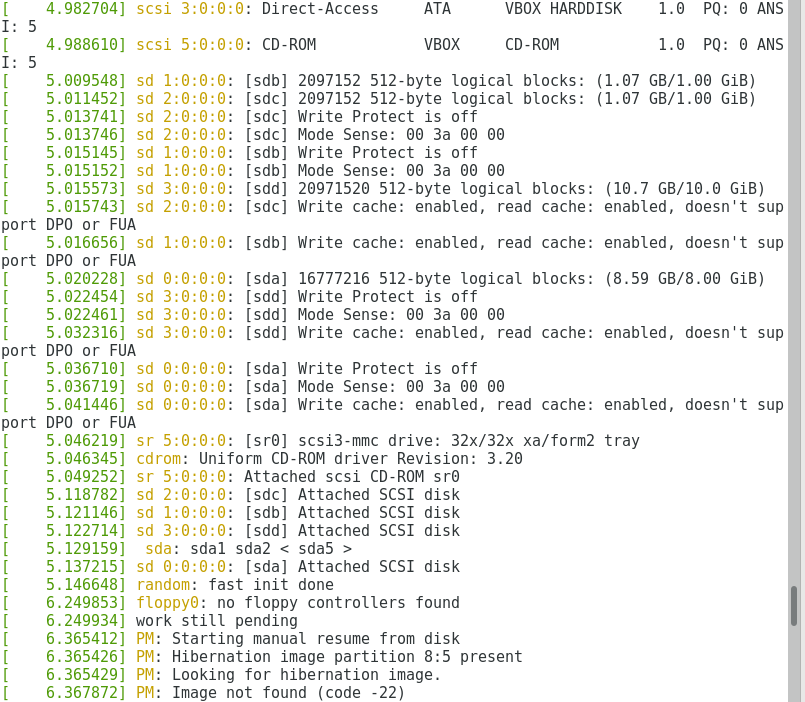 [    4.982704] scsi 3:0:0:0: Direct-Access     ATA      VBOX HARDDISK    1.0  PQ: 0 ANS
I: 5
[    4.988610] scsi 5:0:0:0: CD-ROM            VBOX     CD-ROM           1.0  PQ: 0 ANS
I: 5
[    5.009548] sd 1:0:0:0: [sdb] 2097152 512-byte logical blocks: (1.07 GB/1.00 GiB)
[    5.011452] sd 2:0:0:0: [sdc] 2097152 512-byte logical blocks: (1.07 GB/1.00 GiB)
[    5.013741] sd 2:0:0:0: [sdc] Write Protect is off
[    5.013746] sd 2:0:0:0: [sdc] Mode Sense: 00 3a 00 00
[    5.015145] sd 1:0:0:0: [sdb] Write Protect is off
[    5.015152] sd 1:0:0:0: [sdb] Mode Sense: 00 3a 00 00
[    5.015573] sd 3:0:0:0: [sdd] 20971520 512-byte logical blocks: (10.7 GB/10.0 GiB)
[    5.015743] sd 2:0:0:0: [sdc] Write cache: enabled, read cache: enabled, doesn't sup
port DPO or FUA
[    5.016656] sd 1:0:0:0: [sdb] Write cache: enabled, read cache: enabled, doesn't sup
port DPO or FUA
[    5.020228] sd 0:0:0:0: [sda] 16777216 512-byte logical blocks: (8.59 GB/8.00 GiB)
[    5.022454] sd 3:0:0:0: [sdd] Write Protect is off
[    5.022461] sd 3:0:0:0: [sdd] Mode Sense: 00 3a 00 00
[    5.032316] sd 3:0:0:0: [sdd] Write cache: enabled, read cache: enabled, doesn't sup
port DPO or FUA
[    5.036710] sd 0:0:0:0: [sda] Write Protect is off
[    5.036719] sd 0:0:0:0: [sda] Mode Sense: 00 3a 00 00
[    5.041446] sd 0:0:0:0: [sda] Write cache: enabled, read cache: enabled, doesn't sup
port DPO or FUA
[    5.046219] sr 5:0:0:0: [sr0] scsi3-mmc drive: 32x/32x xa/form2 tray
[    5.046345] cdrom: Uniform CD-ROM driver Revision: 3.20
[    5.049252] sr 5:0:0:0: Attached scsi CD-ROM sr0
[    5.118782] sd 2:0:0:0: [sdc] Attached SCSI disk
[    5.121146] sd 1:0:0:0: [sdb] Attached SCSI disk
[    5.122714] sd 3:0:0:0: [sdd] Attached SCSI disk
[    5.129159]  sda: sda1 sda2 < sda5 >
[    5.137215] sd 0:0:0:0: [sda] Attached SCSI disk
[    5.146648] random: fast init done
[    6.249853] floppy0: no floppy controllers found
[    6.249934] work still pending
[    6.365412] PM: Starting manual resume from disk
[    6.365426] PM: Hibernation image partition 8:5 present
[    6.365429] PM: Looking for hibernation image.
[    6.367872] PM: Image not found (code -22)